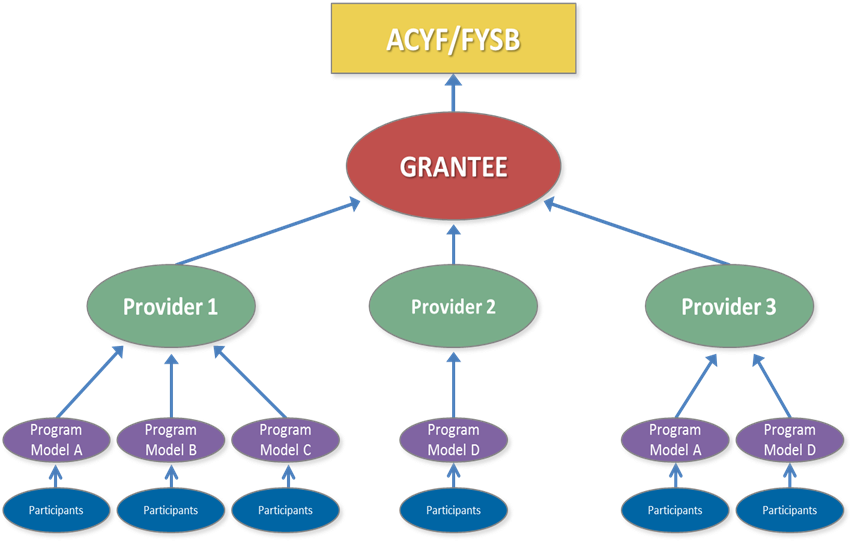 ACYF/FYSB
GRANTEE
Provider 1
Provider 2
Provider 3
Program
Model A
Program
Model B
Program
Model C
Program
Model D
Program
Model A
Program
Model D
Participants
Participants
Participants
Participants
Participants
Participants